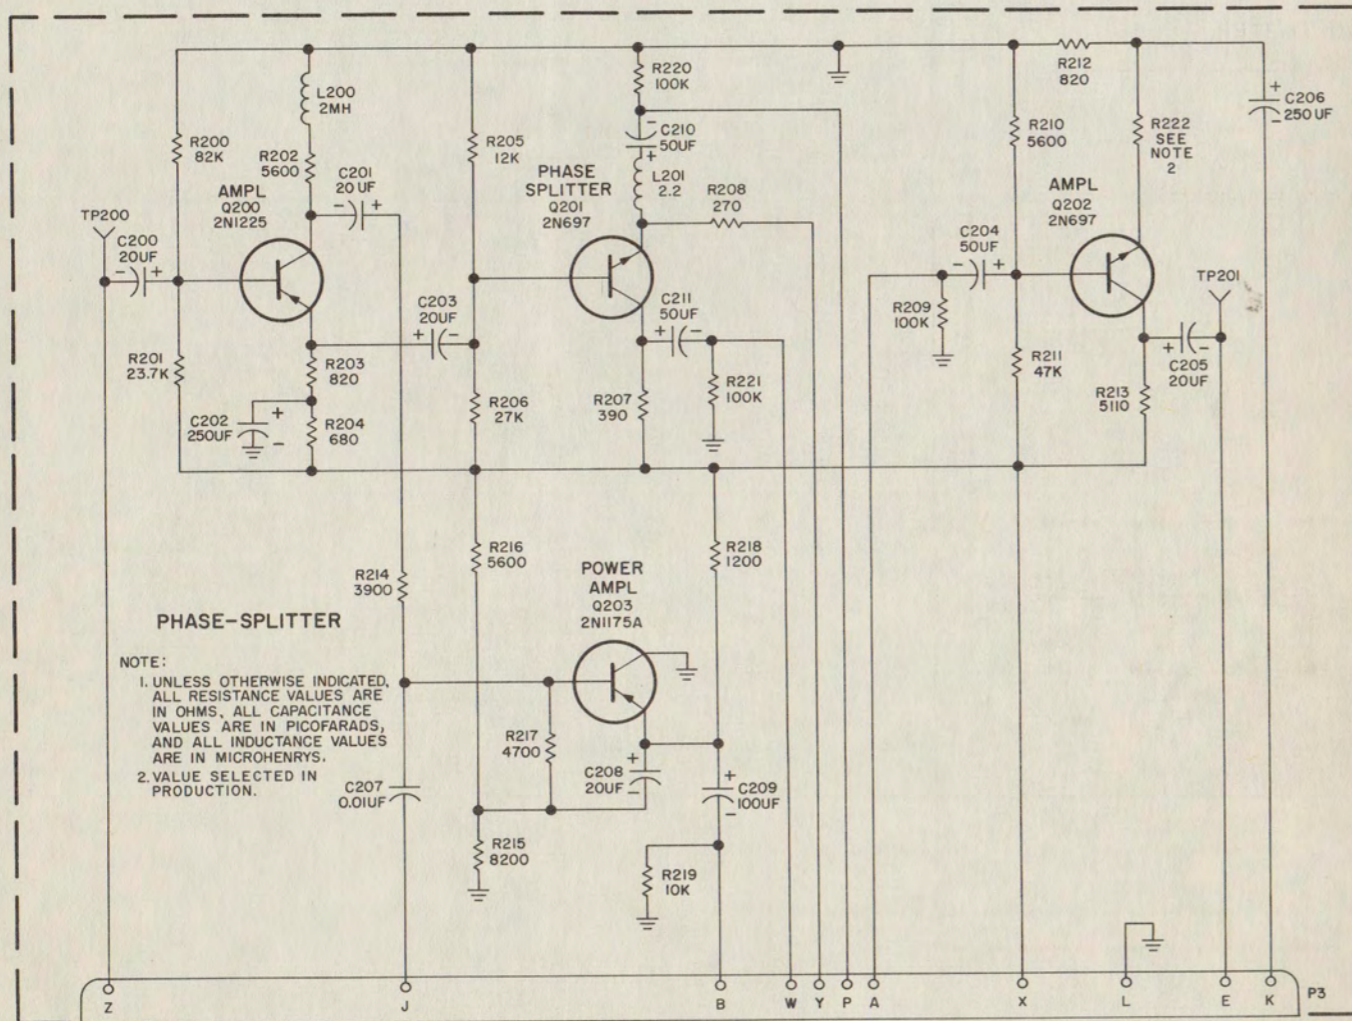 R220
100K
R212
820
L200
2MH
C206
250UF
+
-
R200
82K
R202
5600
C201
20UF
- +
R205
12K
C210
50UF
-
+
R210
5600
R222
SEE
NOTE
2
AMPL
Q200
2N1225
PHASE
SPLITTER
Q201
2N697
L201
2.2
R208
270
AMPL
Q202
2N697
TP200
C200
20UF
- +
C204
50UF
- +
TP201
C203
20UF
+ -
C211
50UF
+ -
R209
100K
R201
23.7K
R203
820
R206
27K
R207
390
R221
100K
R211
47K
C205
20UF
+ -
R213
5110
C202
250UF
+
-
R204
680
R214
3900
R216
5600
POWER
AMPL
Q203
2N1175A
R218
1200
PHASE-SPLITTER
NOTE:
1. UNLESS OTHERWISE INDICATED,
ALL RESISTANCE VALUES ARE
IN OHMS, ALL CAPACITANCE
VALUES ARE IN PICOFARADS,
AND ALL INDUCTANCE VALUES
ARE IN MICROHENRYS.
2. VALUE SELECTED IN
PRODUCTION.
R217
4700
C207
0.01UF
C208
20UF
+
-
C209
100UF
+
-
R215
8200
R219
10K
Z J B W Y P A X L E K P3